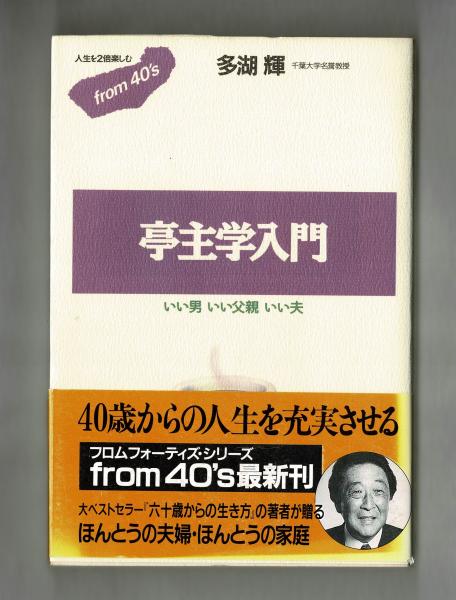 人生を2倍楽しむ
from 40's
多湖 輝 千葉大学名誉教授
亭主学入門
いい男 いい父親 いい夫
40歳からの人生を充実させる
フロムフォーティズ・シリーズ
from 40's最新刊
大ベストセラー『六十歳からの生き方』の著者が贈る
ほんとうの夫婦・ほんとうの家庭